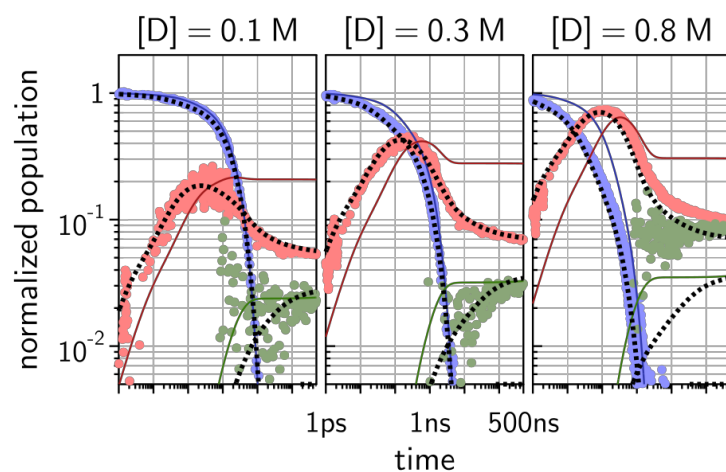 [D] = 0.1 M [D] = 0.3 M [D] = 0.8 M
normalized population
1
10⁻¹
10⁻²
1ps 1ns 500ns
time